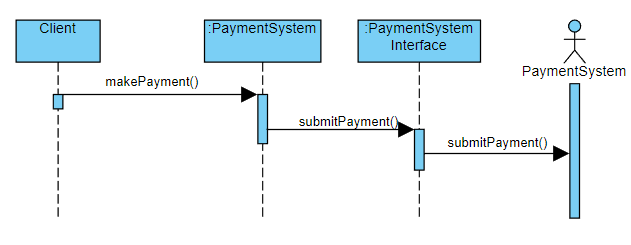 Client
:PaymentSystem
:PaymentSystem
Interface
PaymentSystem
makePayment()
submitPayment()
submitPayment()